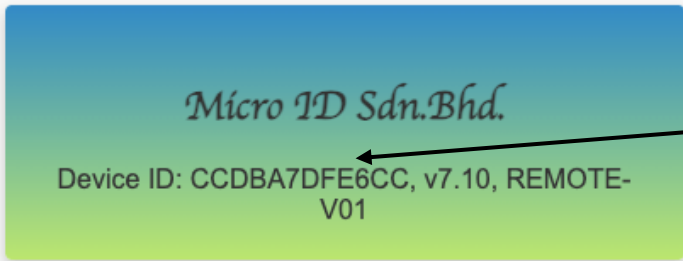 Micro ID Sdn.Bhd.
Device ID: CCDBA7DFE6CC, v7.10, REMOTE-
V01